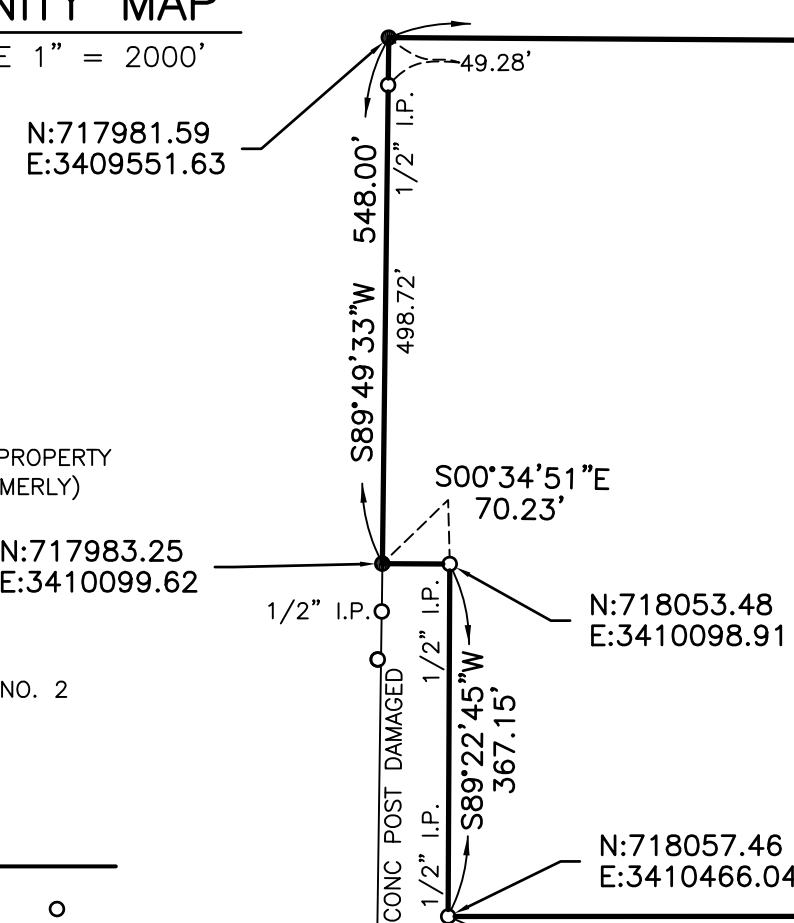 NITY MAP
E 1" = 2000'
49.28'
N:717981.59
E:3409551.63
1/2" I.P.
S89°49'33"W 548.00'
498.72'
PROPERTY
MERLY)
S00°34'51"E
70.23'
N:717983.25
E:3410099.62
1/2" I.P.
1/2" I.P.
N:718053.48
E:3410098.91
NO. 2
CONC POST DAMAGED
S89°22'45"W
367.15'
1/2" I.P.
N:718057.46
E:3410466.04